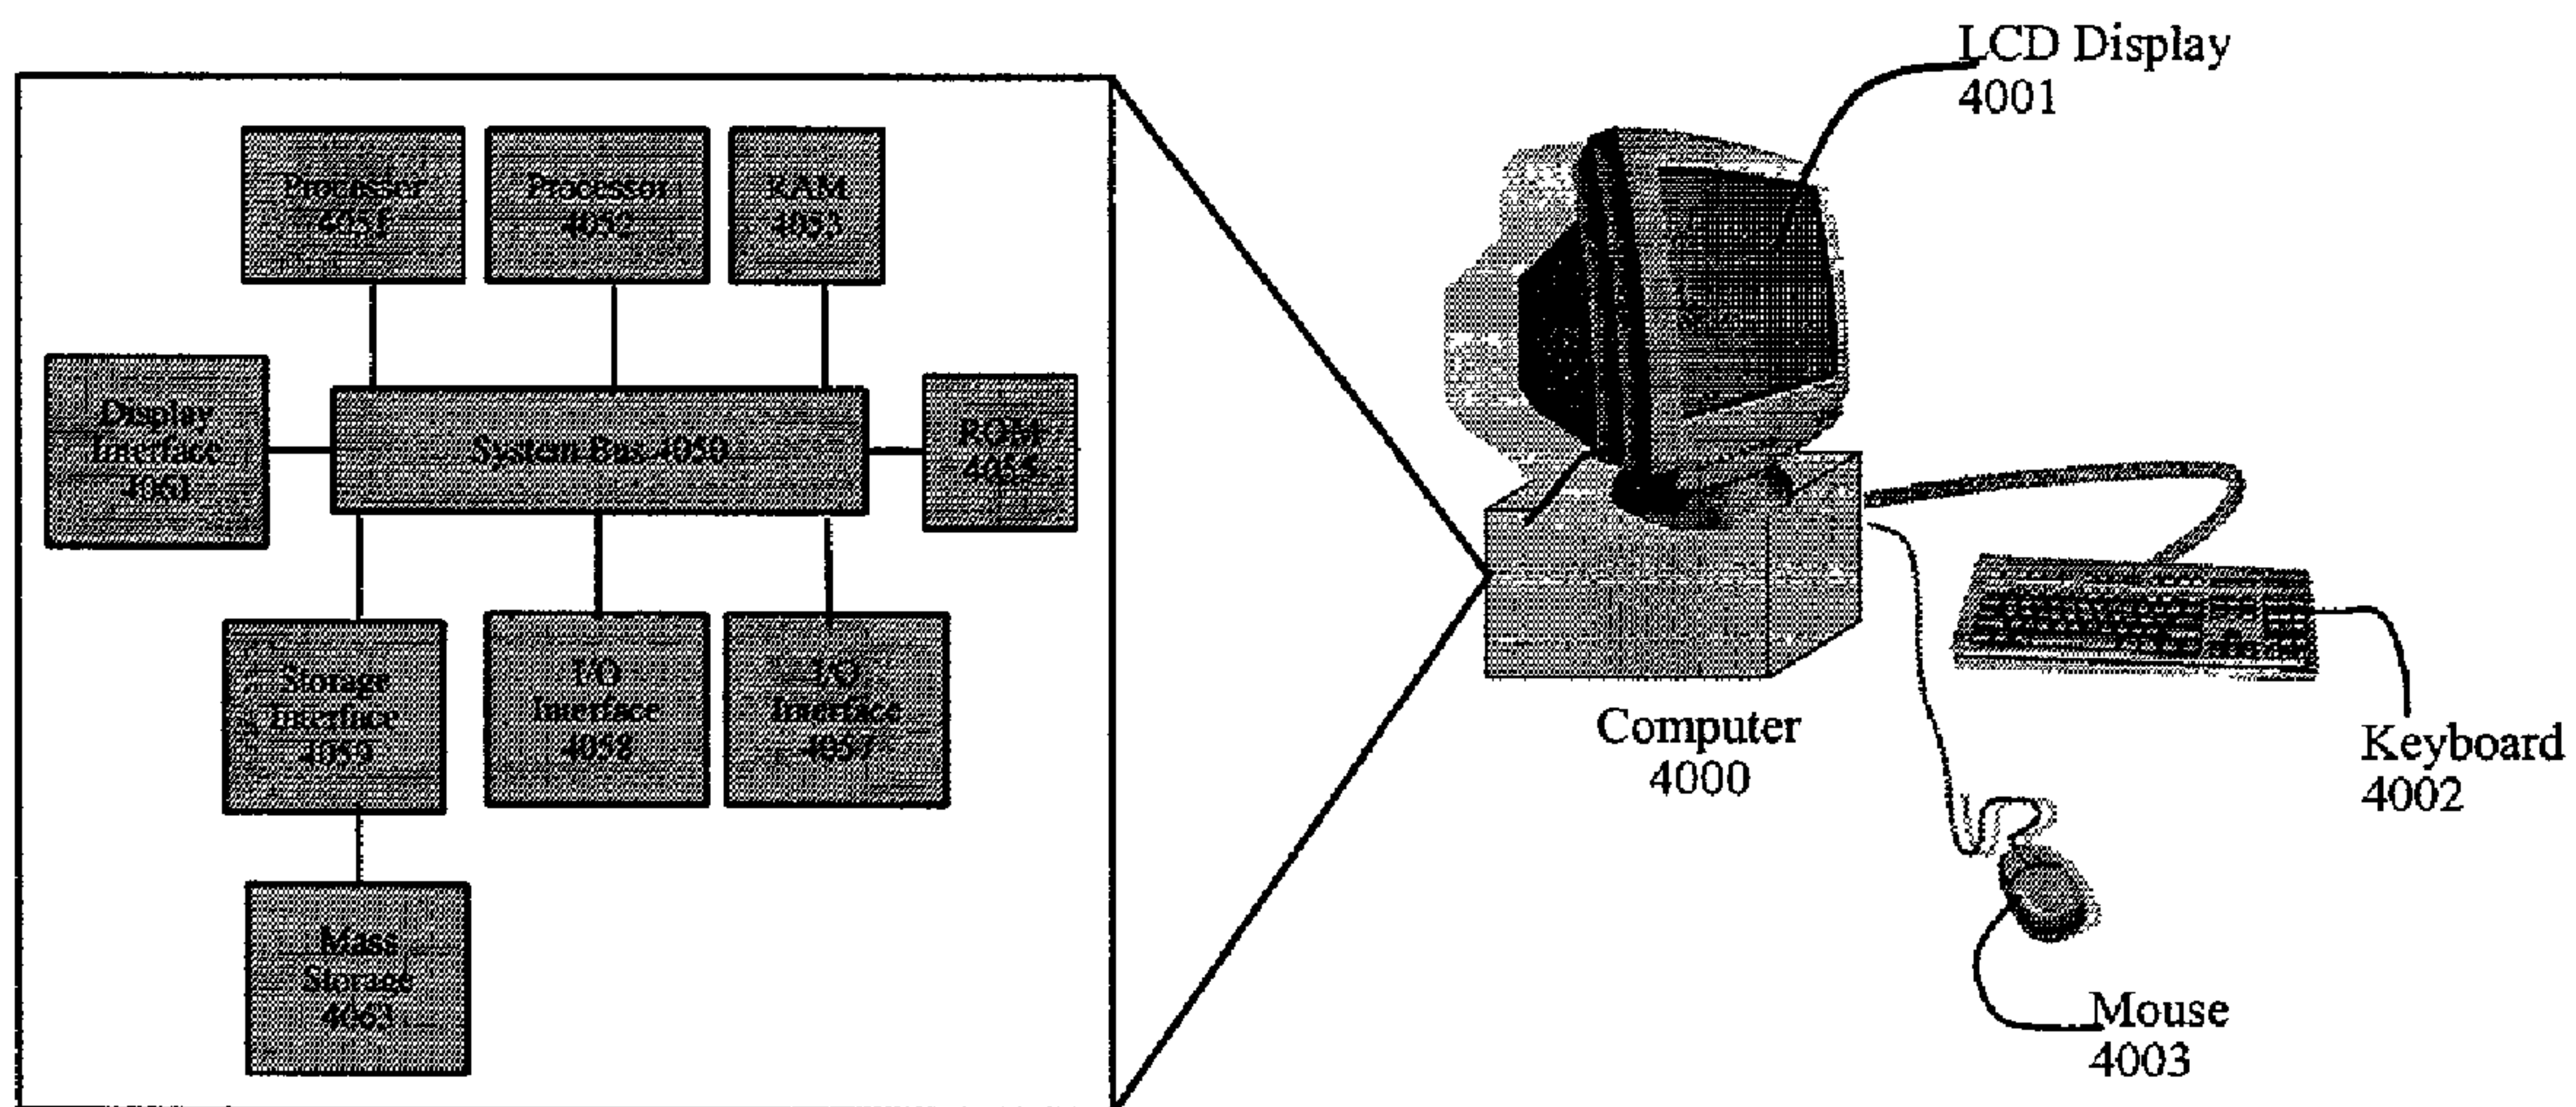 LCD Display
4001
Processor
4051
Processor
4052
RAM
4053
Display
Interface
4061
System Bus 4050
ROM
Storage
Interface
4059
I/O
Interface
4058
I/O
Interface
4057
Computer
4000
Keyboard
4002
Mass
Storage
4063
Mouse
4003